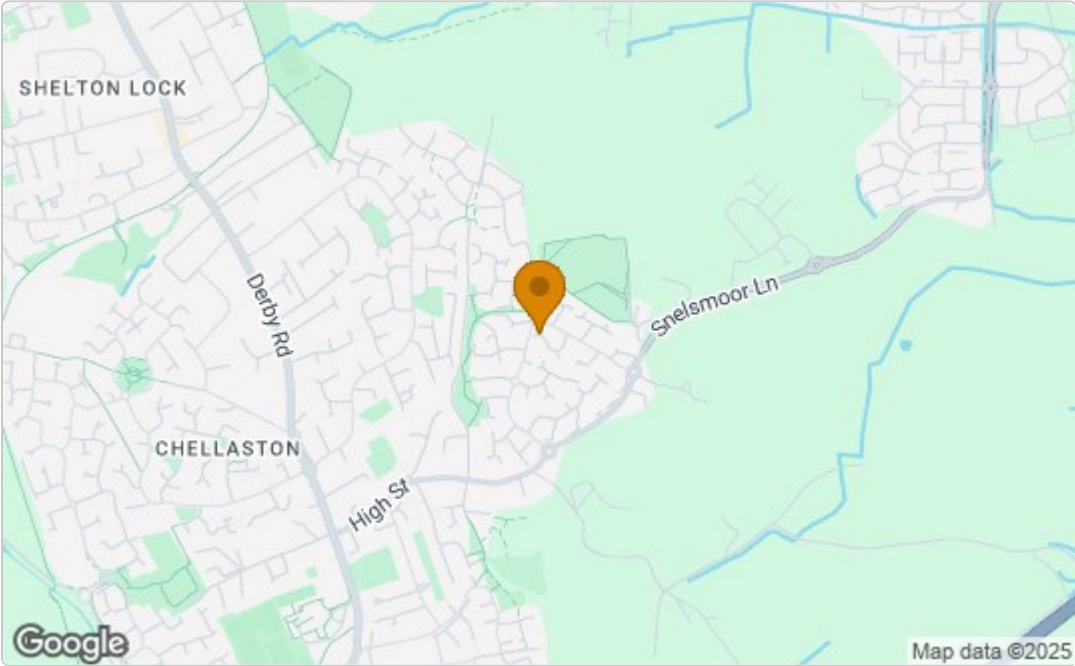 SHELTON LOCK
Derby Rd
Snelsmoor Ln
CHELLASTON
High St
Google
Map data ©2025